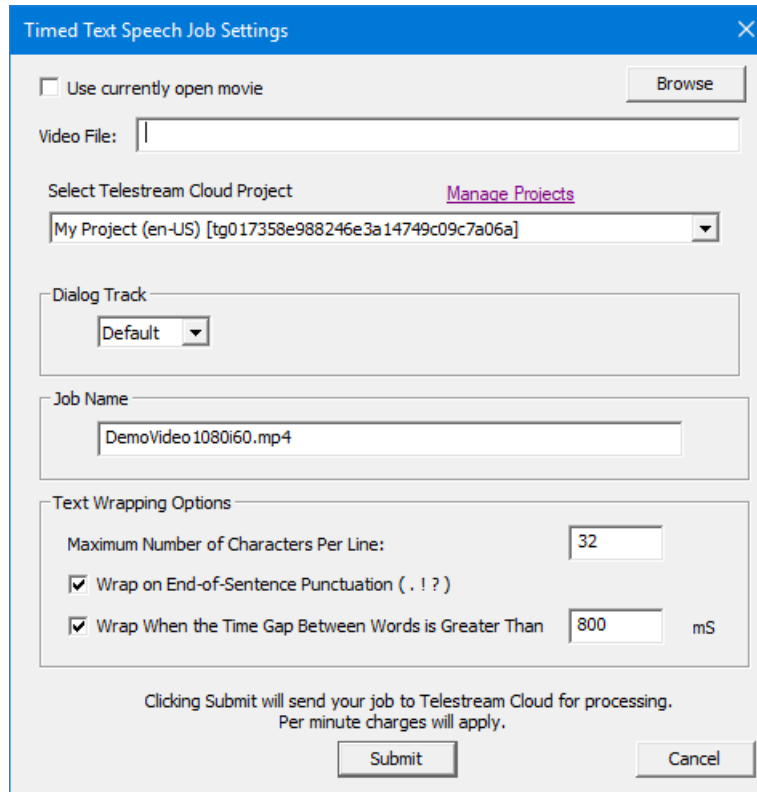 Timed Text Speech Job Settings
Use currently open movie
Browse
Video File:
Select Telestream Cloud Project
Manage Projects
My Project (en-US) [tg017358e988246e3a14749c09c7a06a]
Dialog Track
Default
Job Name
DemoVideo1080i60.mp4
Text Wrapping Options
Maximum Number of Characters Per Line: 32
Wrap on End-of-Sentence Punctuation ( . ! ? )
Wrap When the Time Gap Between Words is Greater Than 800 mS
Clicking Submit will send your job to Telestream Cloud for processing.
Per minute charges will apply.
Submit Cancel